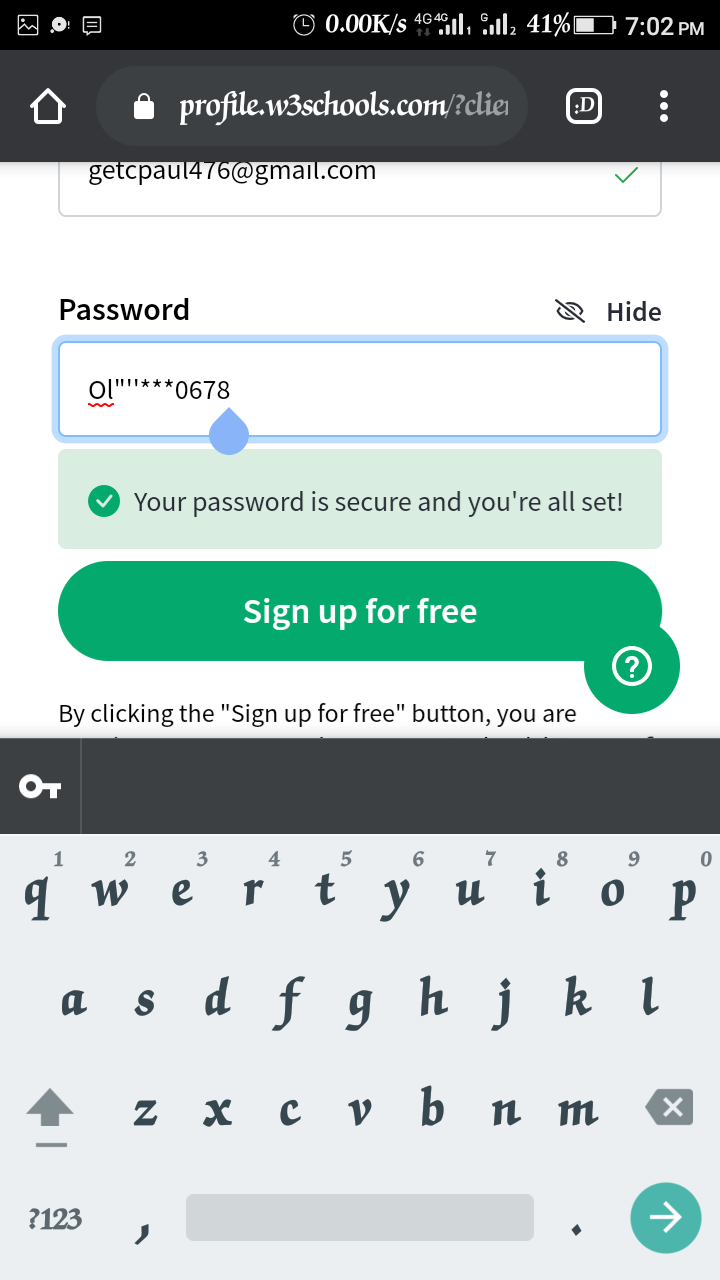 0.00K/s 4G 4G 1 G 2 41% 7:02 PM
profile.w3schools.com/?clie
:D
getcpaul476@gmail.com
Password Hide
Ol"''***0678
Your password is secure and you're all set!
Sign up for free
?
By clicking the "Sign up for free" button, you are
1 2 3 4 5 6 7 8 9 0
q w e r t y u i o p
a s d f g h j k l
z x c v b n m
?123 , .